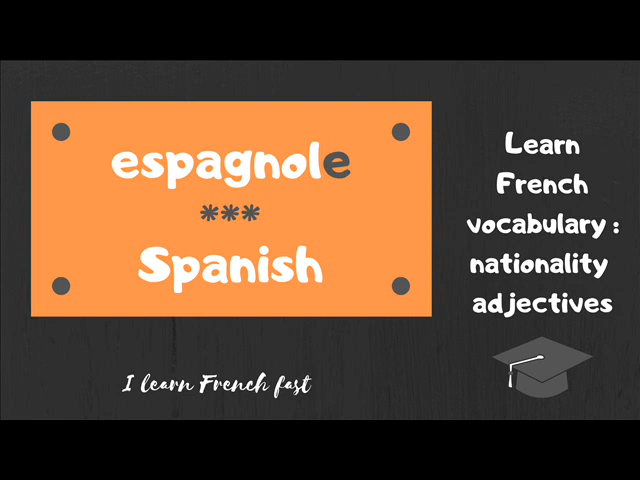 espagnole
***
Spanish
Learn
French
vocabulary :
nationality
adjectives
I learn French fast